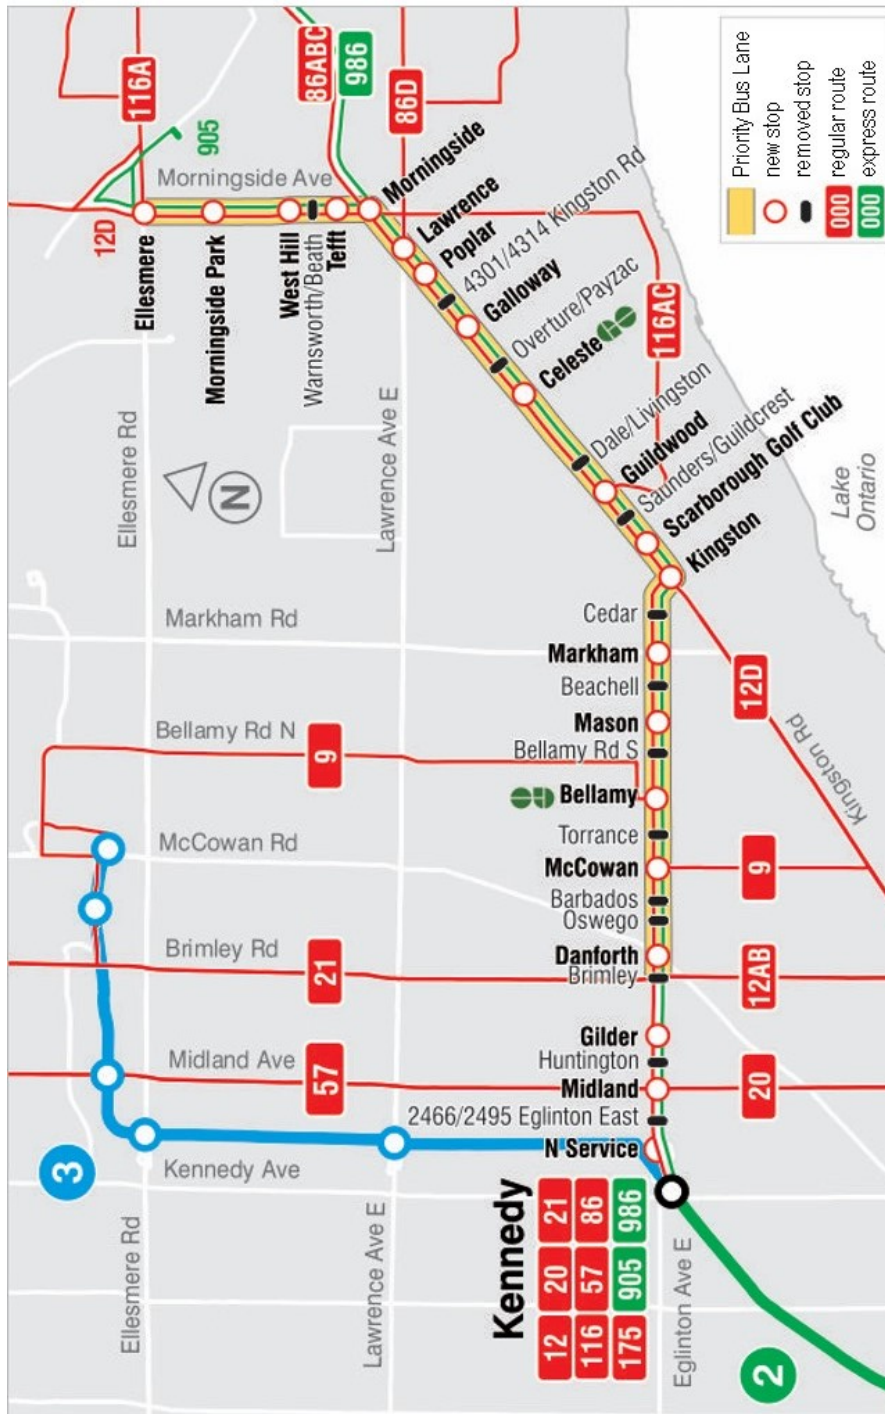 Kennedy
12
20
21
116
57
86
175
905
986
2
3
Ellesmere Rd
Lawrence Ave E
Eglinton Ave E
Kennedy Ave
N Service
2466/2495 Eglinton East
Midland
Huntington
Gilder
Brimley
Danforth
Oswego
Barbados
McCowan
Torrance
Bellamy
Bellamy Rd S
Mason
Beachell
Markham
Cedar
Kingston
Scarborough Golf Club
Saunders/Guildcrest
Guildwood
Dale/Livingston
Celeste
Overture/Payzac
Galloway
4301/4314 Kingston Rd
Poplar
Lawrence
Morningside
Tefft
Warnsworth/Beath
West Hill
Morningside Park
Ellesmere
Midland Ave
57
Brimley Rd
21
McCowan Rd
Bellamy Rd N
9
Markham Rd
Ellesmere Rd
Lawrence Ave E
N
20
12AB
9
12D
Kingston Rd
116AC
Lake
Ontario
12D
Morningside Ave
905
116A
86ABC
986
86D
Priority Bus Lane
new stop
removed stop
000
regular route
000
express route